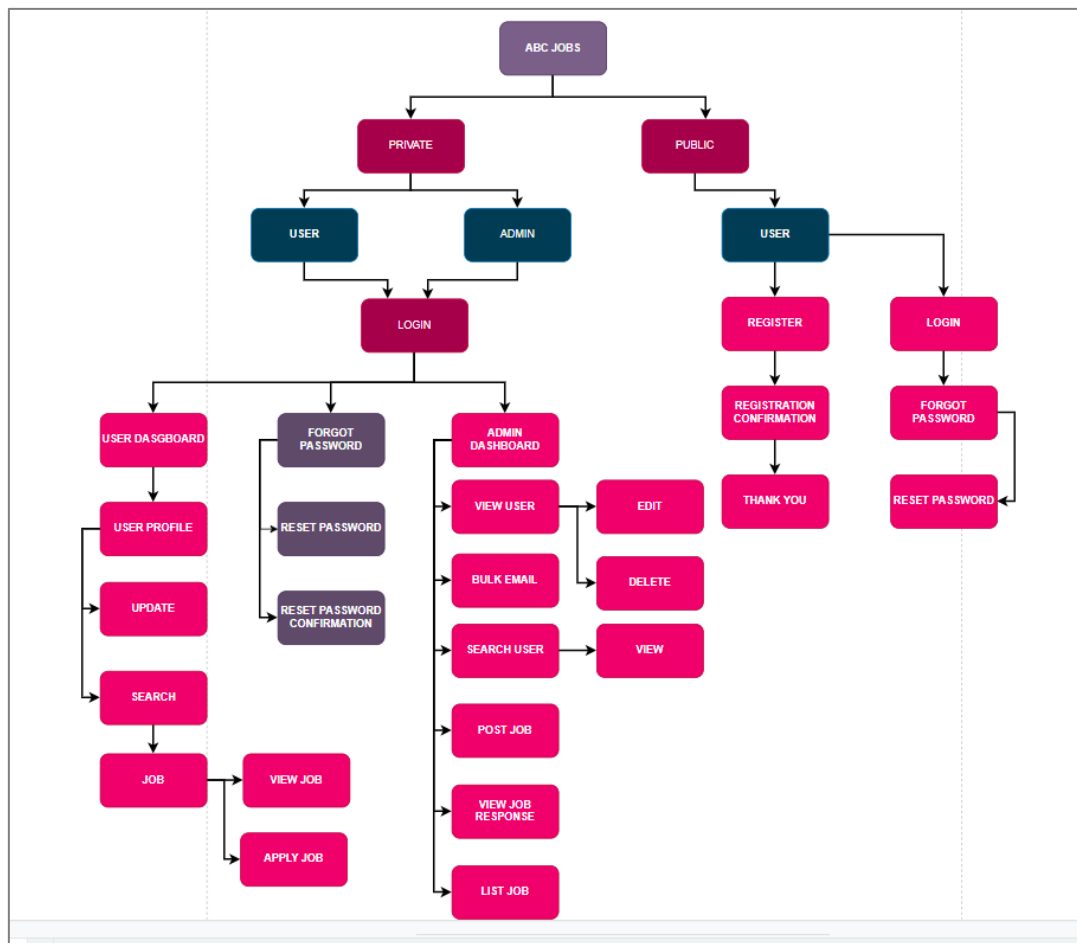 ABC JOBS
PRIVATE
PUBLIC
USER
ADMIN
USER
LOGIN
REGISTER
LOGIN
USER DASGBOARD
FORGOT
PASSWORD
ADMIN
DASHBOARD
REGISTRATION
CONFIRMATION
FORGOT
PASSWORD
USER PROFILE
RESET PASSWORD
VIEW USER
EDIT
THANK YOU
RESET PASSWORD
UPDATE
RESET PASSWORD
CONFIRMATION
BULK EMAIL
DELETE
SEARCH
SEARCH USER
VIEW
JOB
VIEW JOB
POST JOB
APPLY JOB
VIEW JOB
RESPONSE
LIST JOB